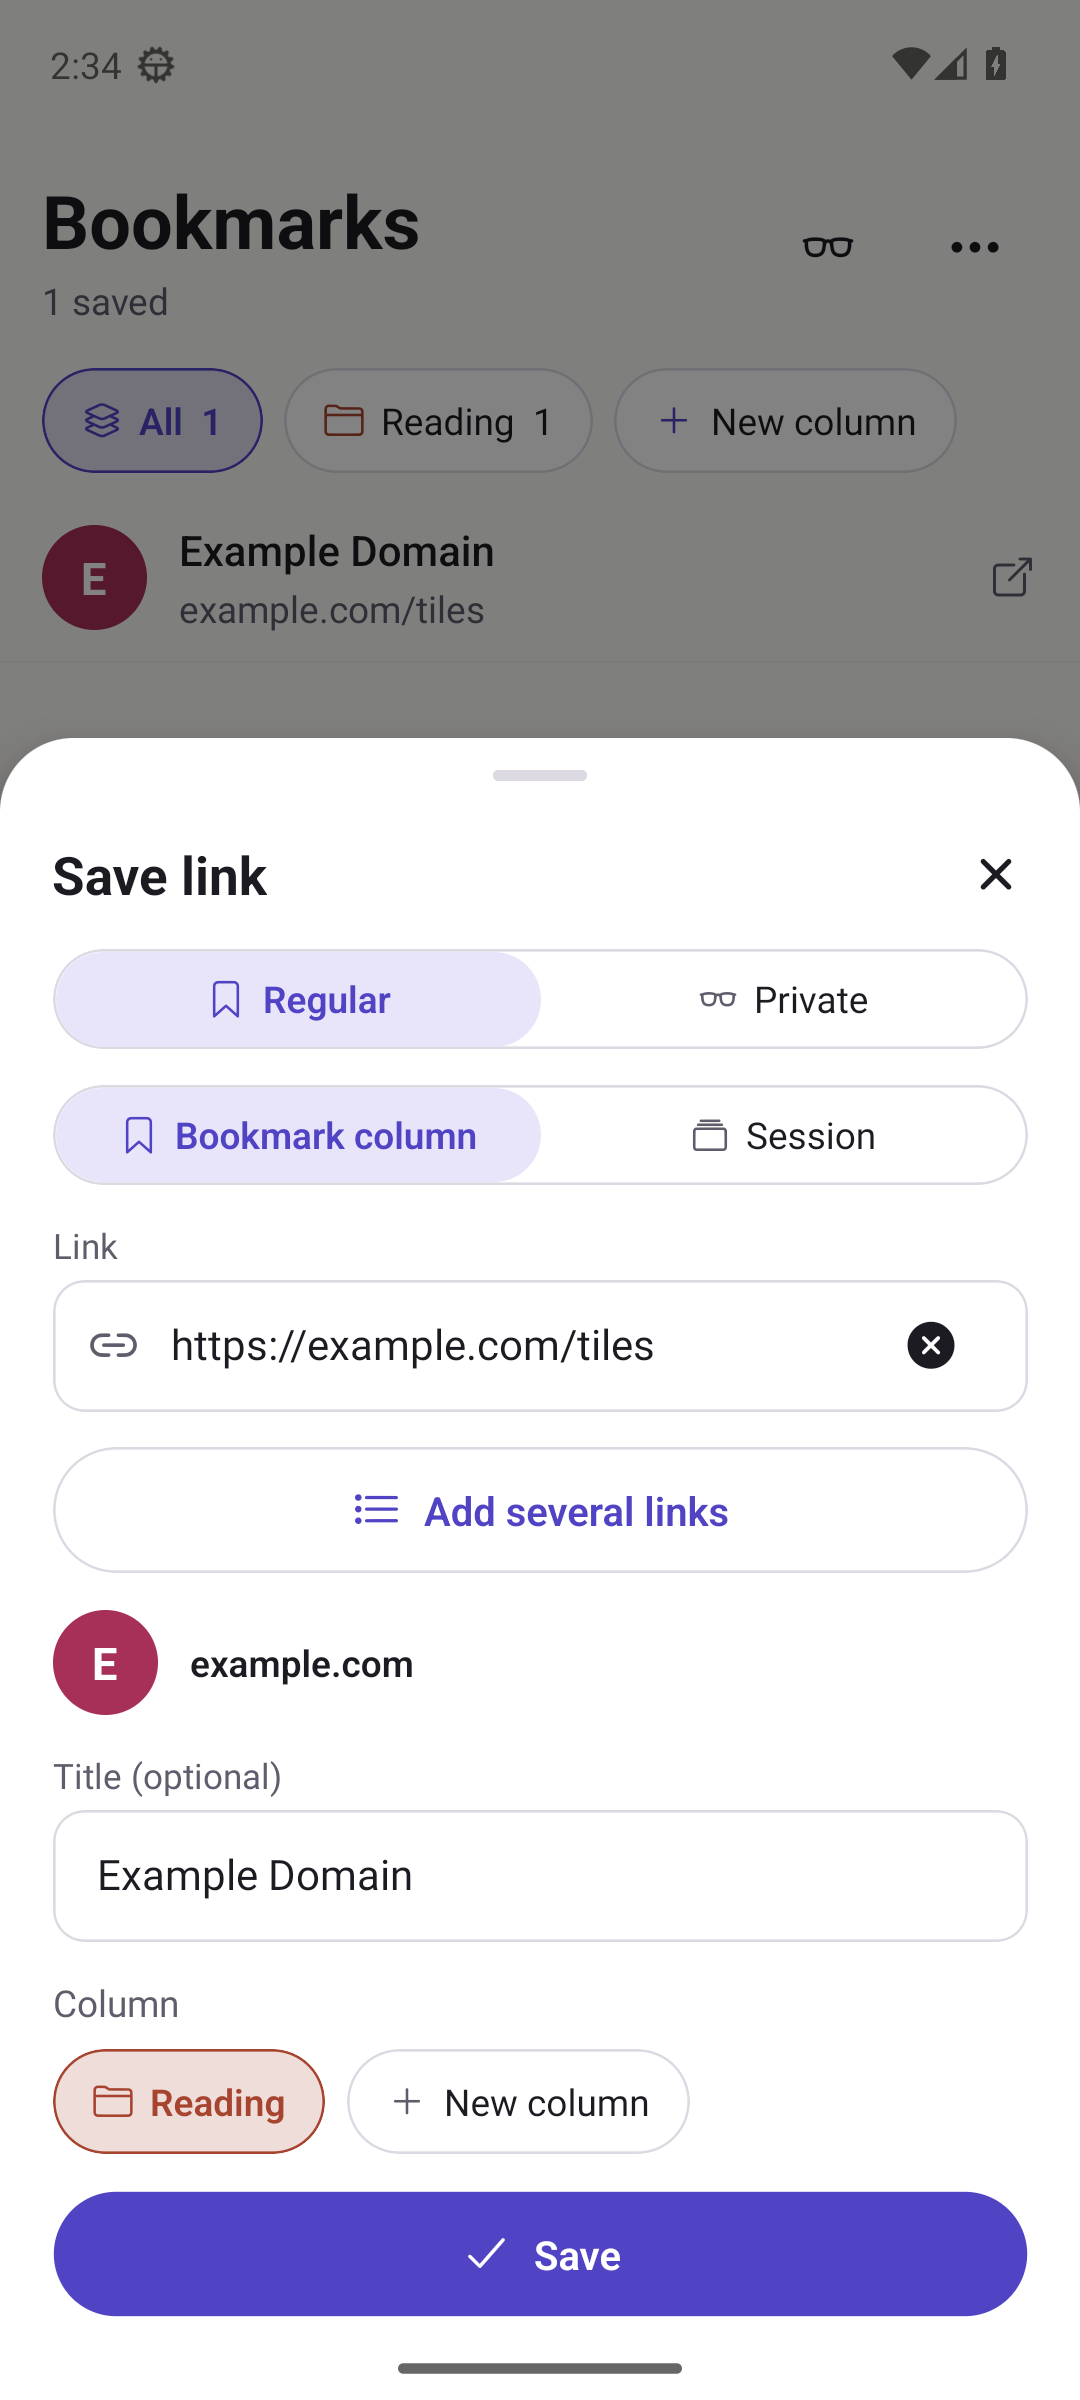 2:34
Bookmarks
1 saved
All 1
Reading 1
New column
E
Example Domain
example.com/tiles
Save link
Regular
Private
Bookmark column
Session
Link
https://example.com/tiles
Add several links
E
example.com
Title (optional)
Example Domain
Column
Reading
New column
Save